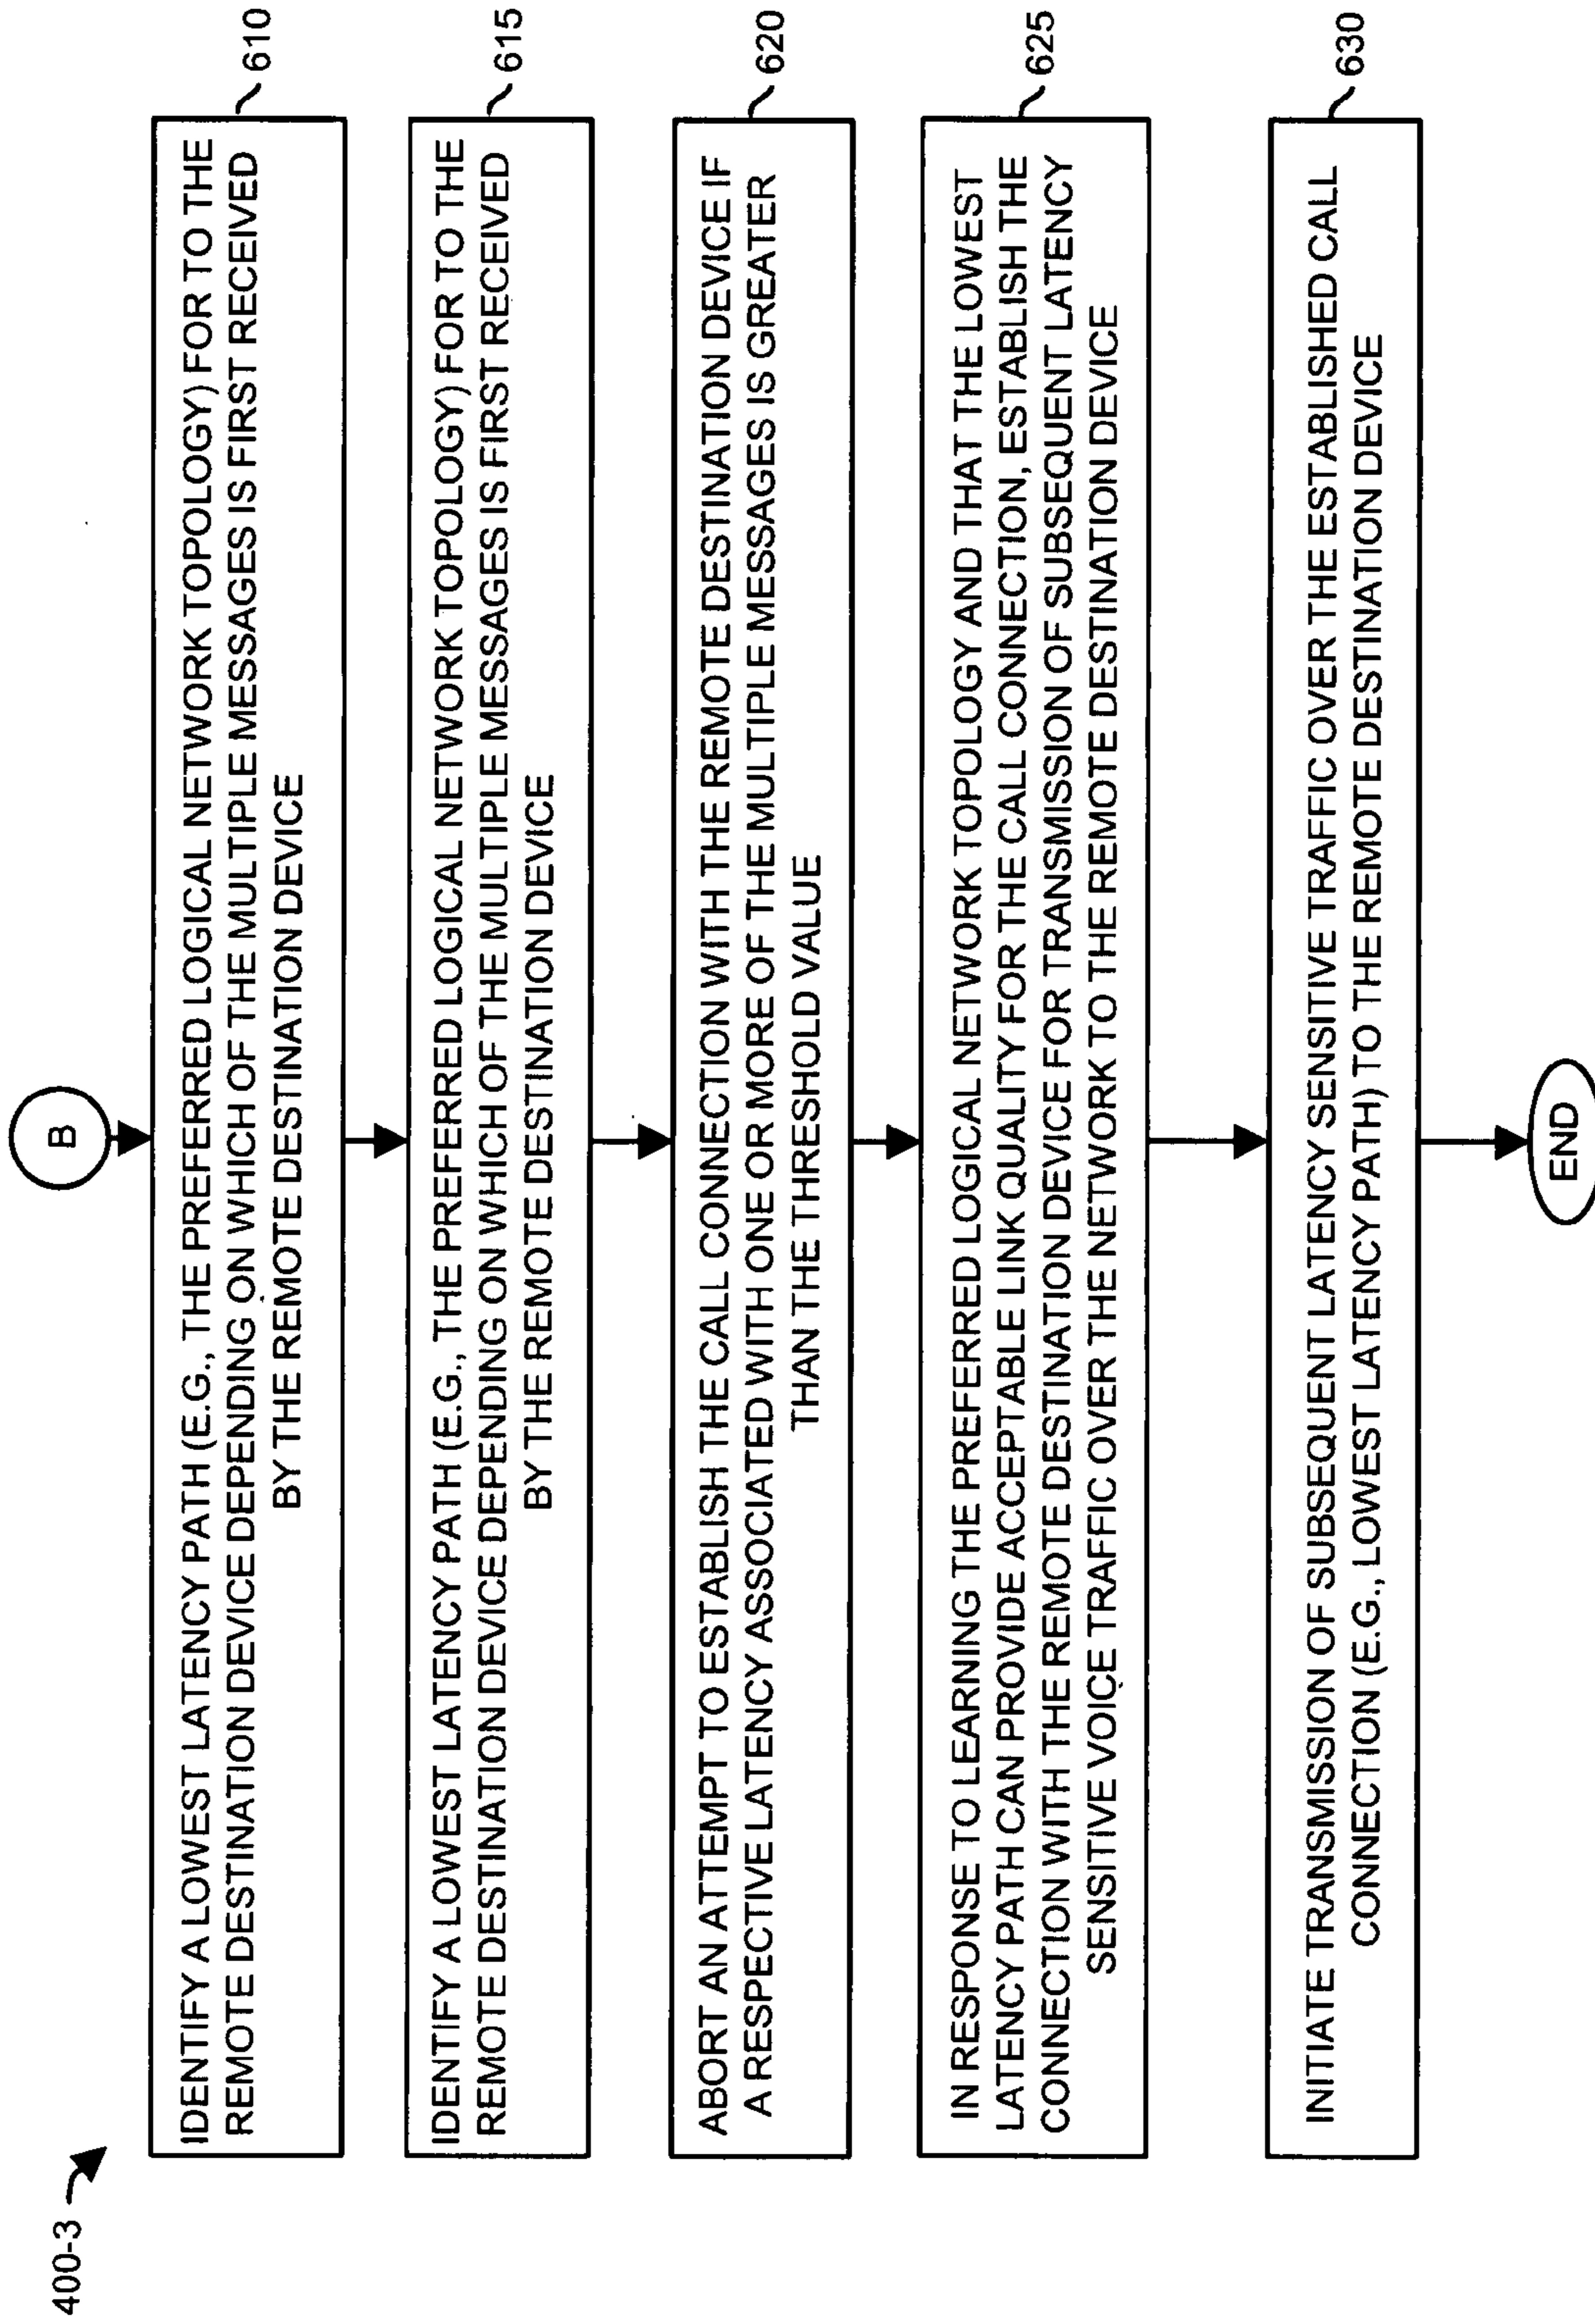 400-3
B
IDENTIFY A LOWEST LATENCY PATH (E.G., THE PREFERRED LOGICAL NETWORK TOPOLOGY) FOR TO THE
REMOTE DESTINATION DEVICE DEPENDING ON WHICH OF THE MULTIPLE MESSAGES IS FIRST RECEIVED
BY THE REMOTE DESTINATION DEVICE
610
IDENTIFY A LOWEST LATENCY PATH (E.G., THE PREFERRED LOGICAL NETWORK TOPOLOGY) FOR TO THE
REMOTE DESTINATION DEVICE DEPENDING ON WHICH OF THE MULTIPLE MESSAGES IS FIRST RECEIVED
BY THE REMOTE DESTINATION DEVICE
615
ABORT AN ATTEMPT TO ESTABLISH THE CALL CONNECTION WITH THE REMOTE DESTINATION DEVICE IF
A RESPECTIVE LATENCY ASSOCIATED WITH ONE OR MORE OF THE MULTIPLE MESSAGES IS GREATER
THAN THE THRESHOLD VALUE
620
IN RESPONSE TO LEARNING THE PREFERRED LOGICAL NETWORK TOPOLOGY AND THAT THE LOWEST
LATENCY PATH CAN PROVIDE ACCEPTABLE LINK QUALITY FOR THE CALL CONNECTION, ESTABLISH THE
CONNECTION WITH THE REMOTE DESTINATION DEVICE FOR TRANSMISSION OF SUBSEQUENT LATENCY
SENSITIVE VOICE TRAFFIC OVER THE NETWORK TO THE REMOTE DESTINATION DEVICE
625
INITIATE TRANSMISSION OF SUBSEQUENT LATENCY SENSITIVE TRAFFIC OVER THE ESTABLISHED CALL
CONNECTION (E.G., LOWEST LATENCY PATH) TO THE REMOTE DESTINATION DEVICE
630
END